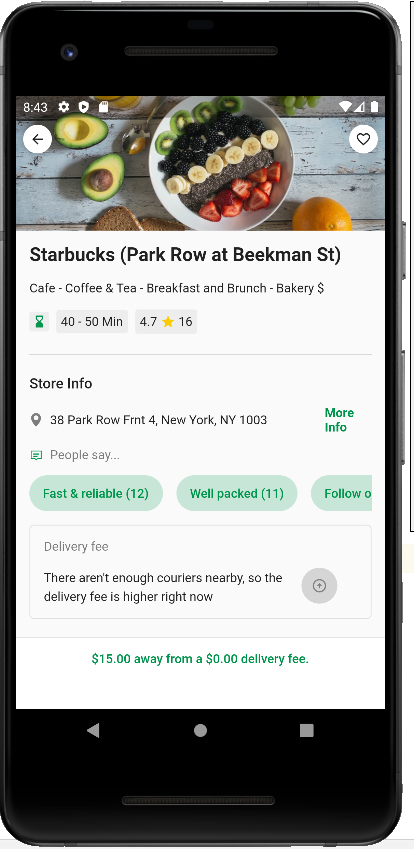 8:43
Starbucks (Park Row at Beekman St)
Cafe - Coffee & Tea - Breakfast and Brunch - Bakery $
40 - 50 Min
4.7 16
Store Info
38 Park Row Frnt 4, New York, NY 1003
More
Info
People say...
Fast & reliable (12)
Well packed (11)
Follow o
Delivery fee
There aren't enough couriers nearby, so the
delivery fee is higher right now
$15.00 away from a $0.00 delivery fee.